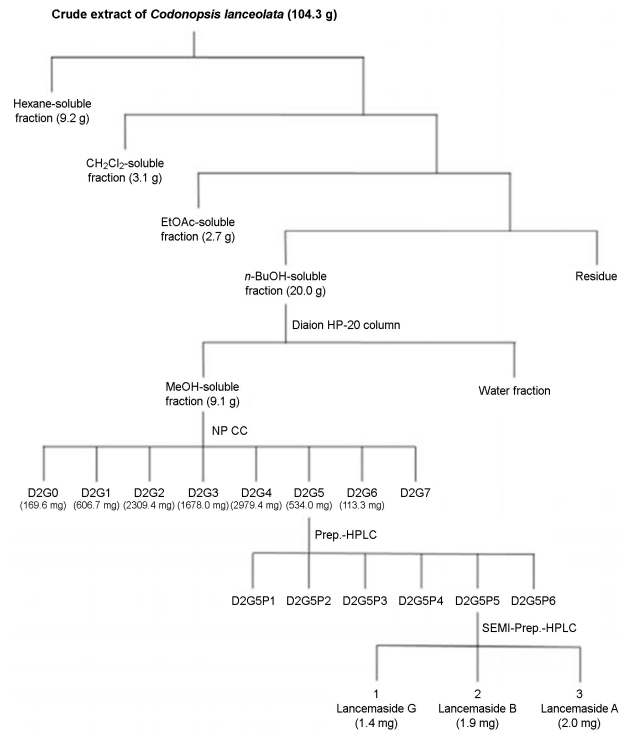 Crude extract of Codonopsis lanceolata (104.3 g)
Hexane-soluble
fraction (9.2 g)
CH2Cl2-soluble
fraction (3.1 g)
EtOAc-soluble
fraction (2.7 g)
n-BuOH-soluble
fraction (20.0 g)
Residue
Diaion HP-20 column
MeOH-soluble
fraction (9.1 g)
Water fraction
NP CC
D2G0 D2G1 D2G2 D2G3 D2G4 D2G5 D2G6 D2G7
(169.6 mg) (606.7 mg) (2309.4 mg) (1678.0 mg) (2979.4 mg) (534.0 mg) (113.3 mg)
Prep.-HPLC
D2G5P1 D2G5P2 D2G5P3 D2G5P4 D2G5P5 D2G5P6
SEMI-Prep.-HPLC
1 2 3
Lancemaside G Lancemaside B Lancemaside A
(1.4 mg) (1.9 mg) (2.0 mg)